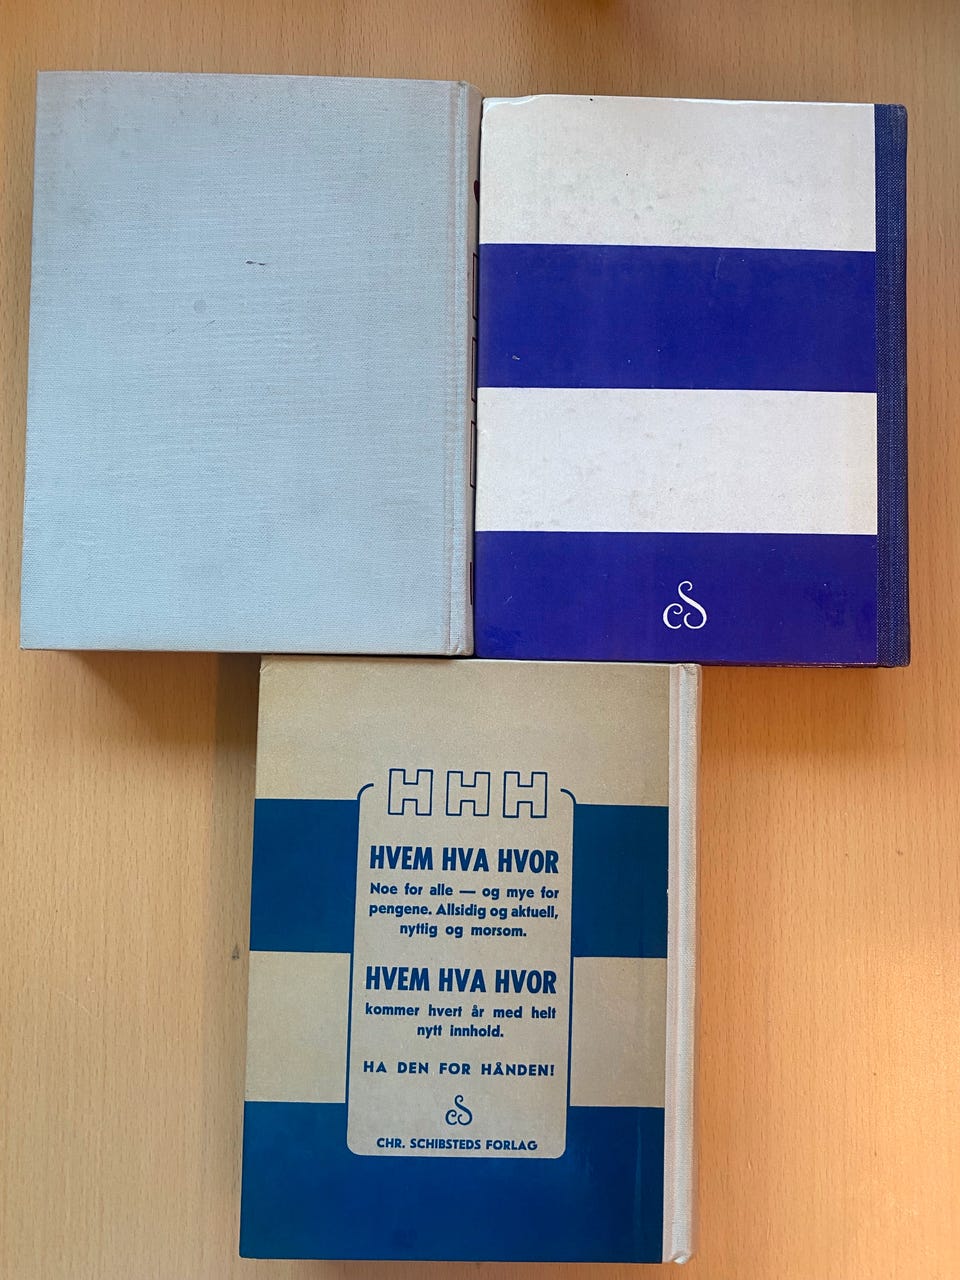 cS
HHH
HVEM HVA HVOR
Noe for alle — og mye for
pengene. Allsidig og aktuell,
nyttig og morsom.
HVEM HVA HVOR
kommer hvert år med helt
nytt innhold.
HA DEN FOR HÅNDEN!
cS
CHR. SCHIBSTEDS FORLAG